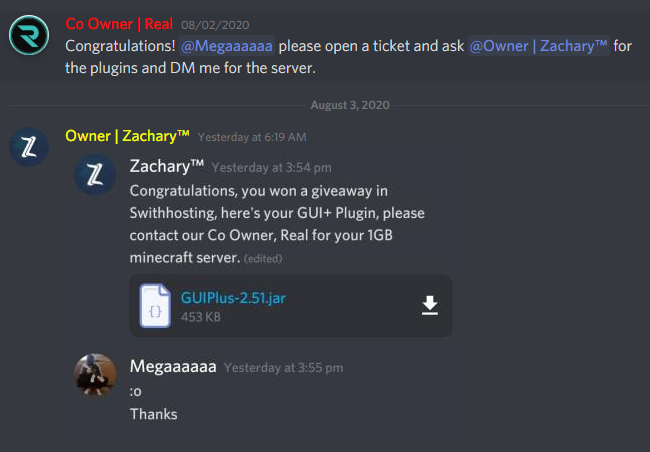 Co Owner | Real 08/02/2020
Congratulations! @Megaaaaaa please open a ticket and ask @Owner | Zachary™ for
the plugins and DM me for the server.
August 3, 2020
Owner | Zachary™ Yesterday at 6:19 AM
Zachary™ Yesterday at 3:54 pm
Congratulations, you won a giveaway in
Swithhosting, here's your GUI+ Plugin, please
contact our Co Owner, Real for your 1GB
minecraft server. (edited)
GUIPlus-2.51.jar
453 KB
Megaaaaaa Yesterday at 3:55 pm
:o
Thanks